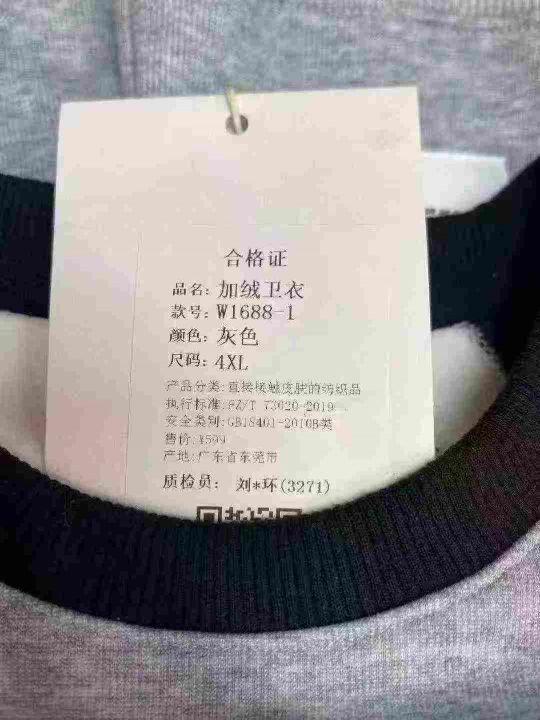 合格证
品名：加绒卫衣
款号：W1688-1
颜色：灰色
尺码：4XL
产品分类：直接接触皮肤的纺织品
执行标准：FZ/T 73020-2019
安全类别：GB18401-2010B类
售价：¥599
产地：广东省东莞市
质检员： 刘*环(3271)